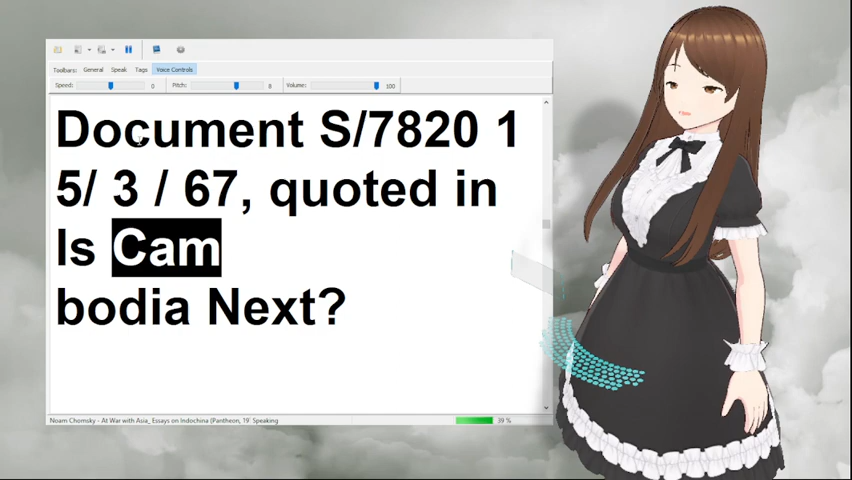 Toolbars: General Speak Tags Voice Controls
Speed: 0 Pitch: 8 Volume: 100
Document S/7820 1
5/ 3 / 67, quoted in
Is Cam
bodia Next?
Noam Chomsky - At War with Asia_ Essays on Indochina (Pantheon, 19 Speaking 39 %